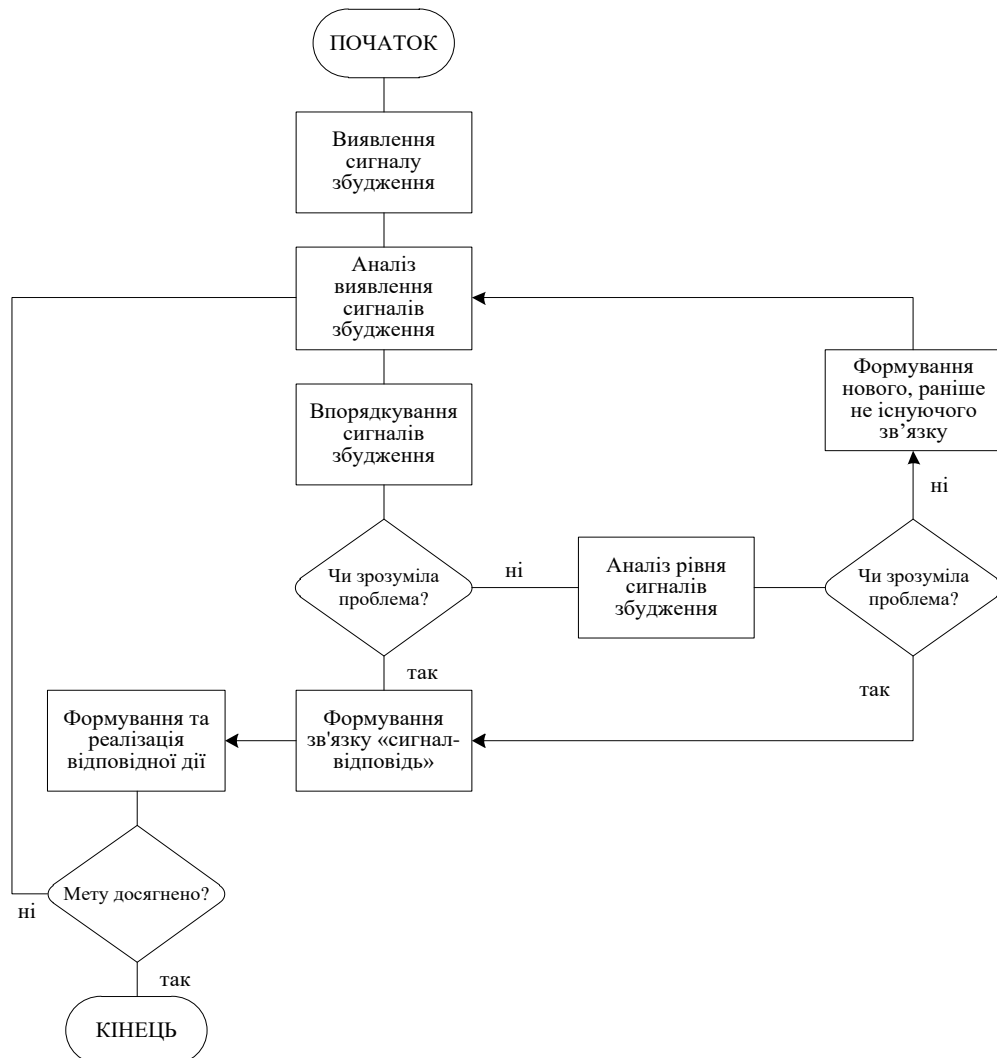 ПОЧАТОК
Виявлення
сигналу
збудження
Аналіз
виявлення
сигналів
збудження
Впорядкування
сигналів
збудження
Формування
нового, раніше
не існуючого
зв’язку
ні
Чи зрозуміла
проблема?
ні
Аналіз рівня
сигналів
збудження
Чи зрозуміла
проблема?
так
так
Формування та
реалізація
відповідної дії
Формування
зв'язку «сигнал-
відповідь»
Мету досягнено?
ні
так
КІНЕЦЬ